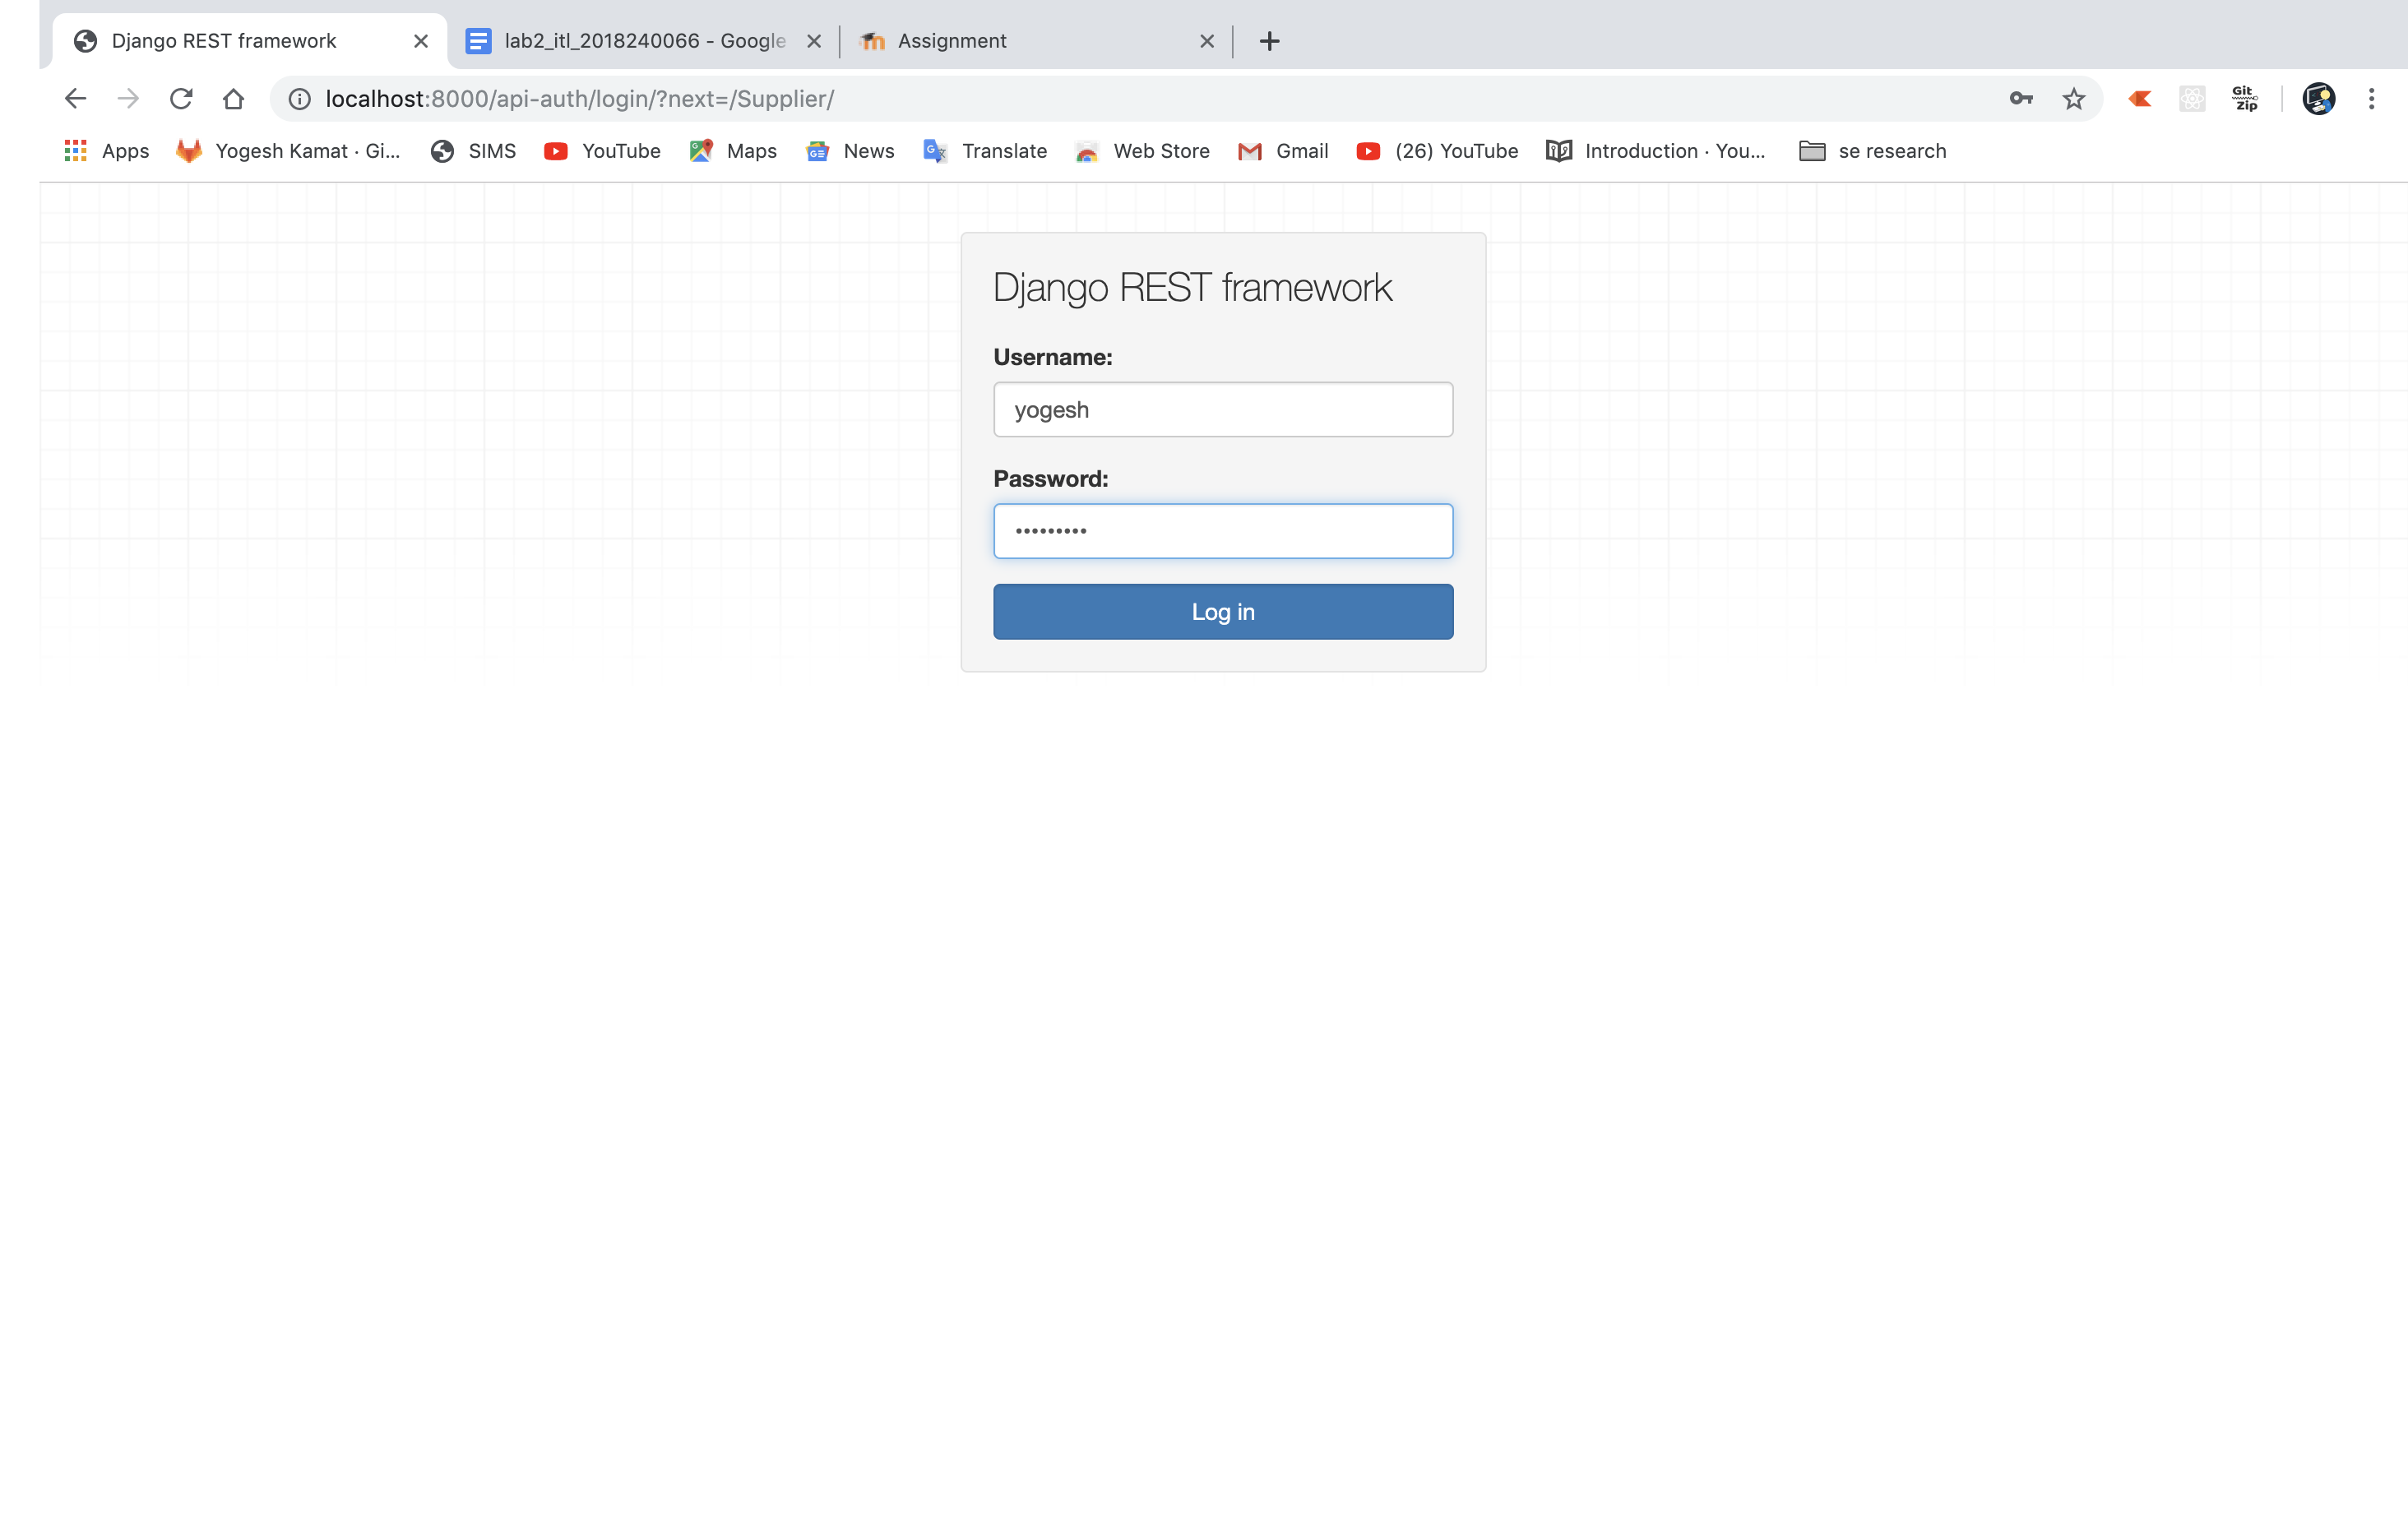 Django REST framework
lab2_itl_2018240066 - Google
Assignment
localhost:8000/api-auth/login/?next=/Supplier/
Git Zip
Apps Yogesh Kamat · Gi... SIMS YouTube Maps News Translate Web Store Gmail (26) YouTube Introduction · You... se research
Django REST framework
Username:
yogesh
Password:
•••••••••
Log in